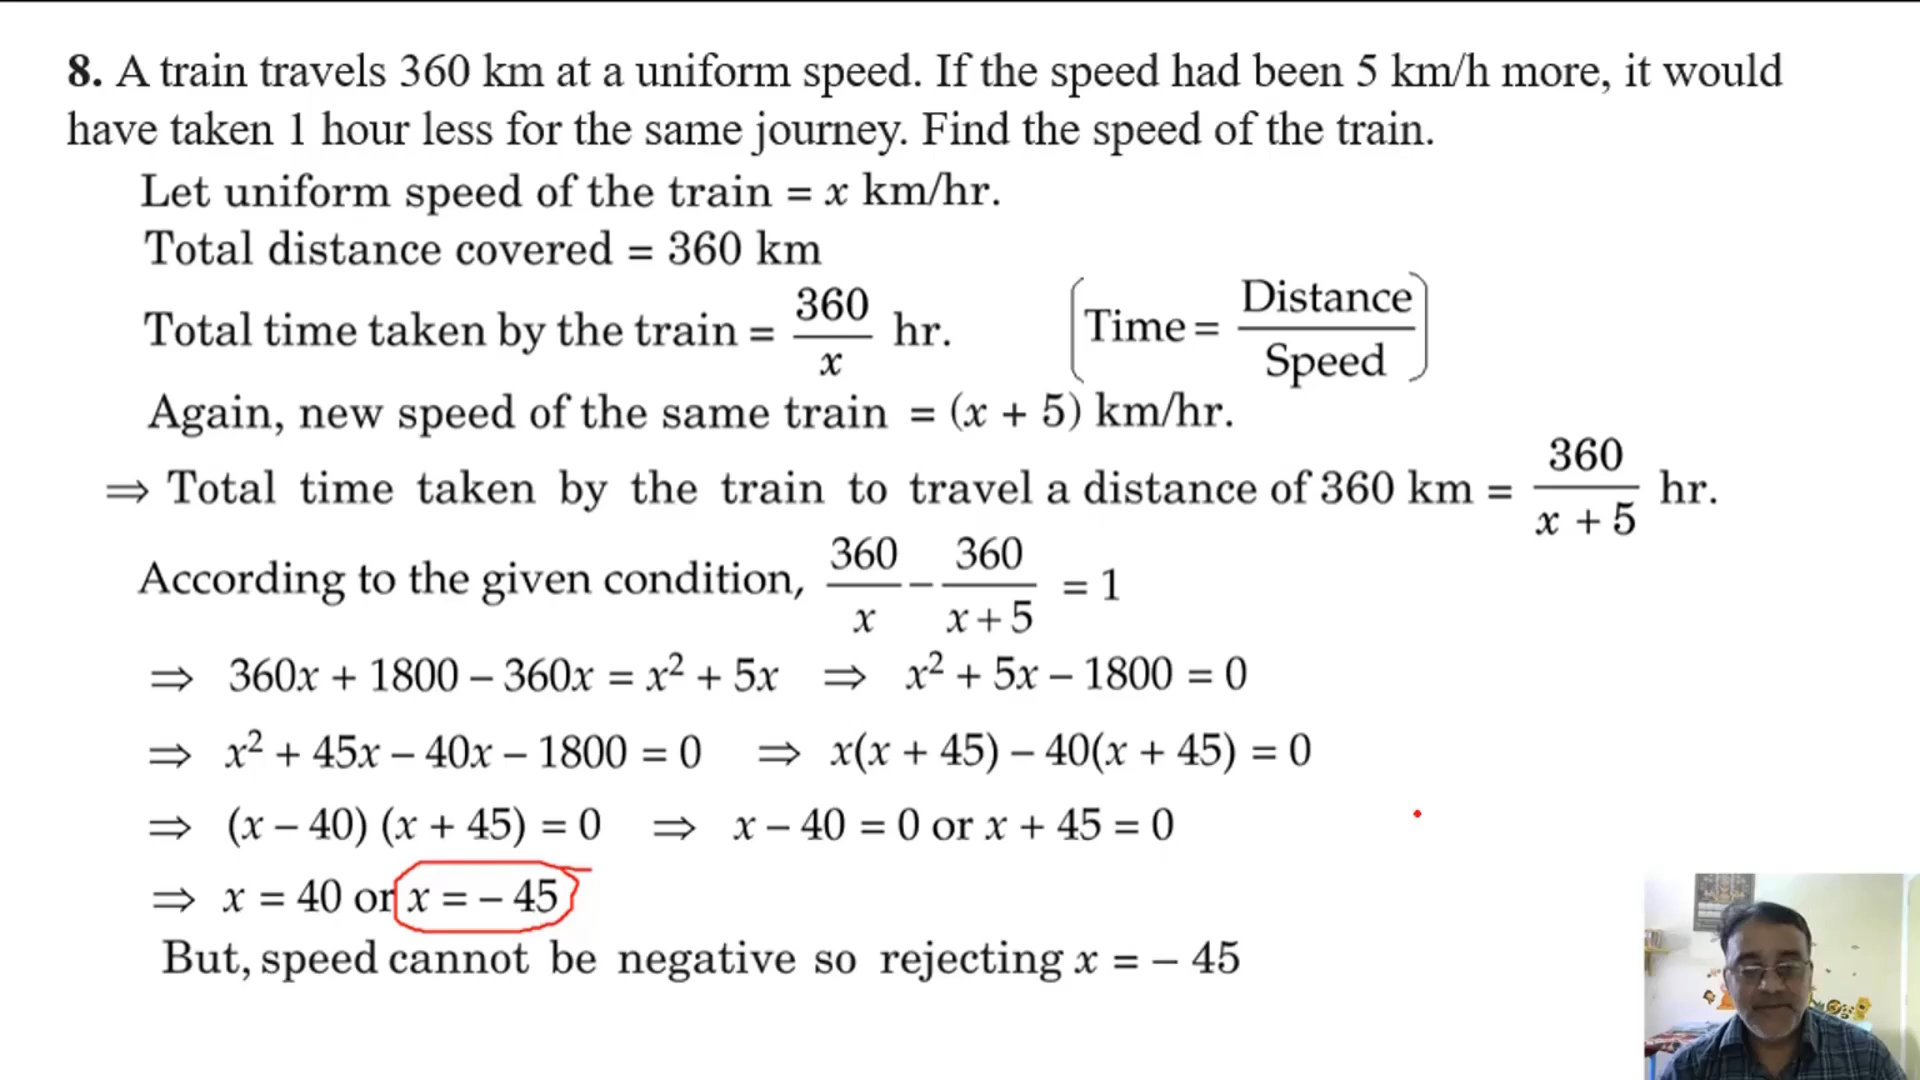 8. A train travels 360 km at a uniform speed. If the speed had been 5 km/h more, it would
have taken 1 hour less for the same journey. Find the speed of the train.
Let uniform speed of the train = x km/hr.
Total distance covered = 360 km
Total time taken by the train = 360/x hr. (Time = Distance/Speed)
Again, new speed of the same train = (x + 5) km/hr.
⇒ Total time taken by the train to travel a distance of 360 km = 360/(x + 5) hr.
According to the given condition, 360/x – 360/(x + 5) = 1
⇒ 360x + 1800 – 360x = x² + 5x ⇒ x² + 5x – 1800 = 0
⇒ x² + 45x – 40x – 1800 = 0 ⇒ x(x + 45) – 40(x + 45) = 0
⇒ (x – 40) (x + 45) = 0 ⇒ x – 40 = 0 or x + 45 = 0
⇒ x = 40 or x = – 45
But, speed cannot be negative so rejecting x = – 45